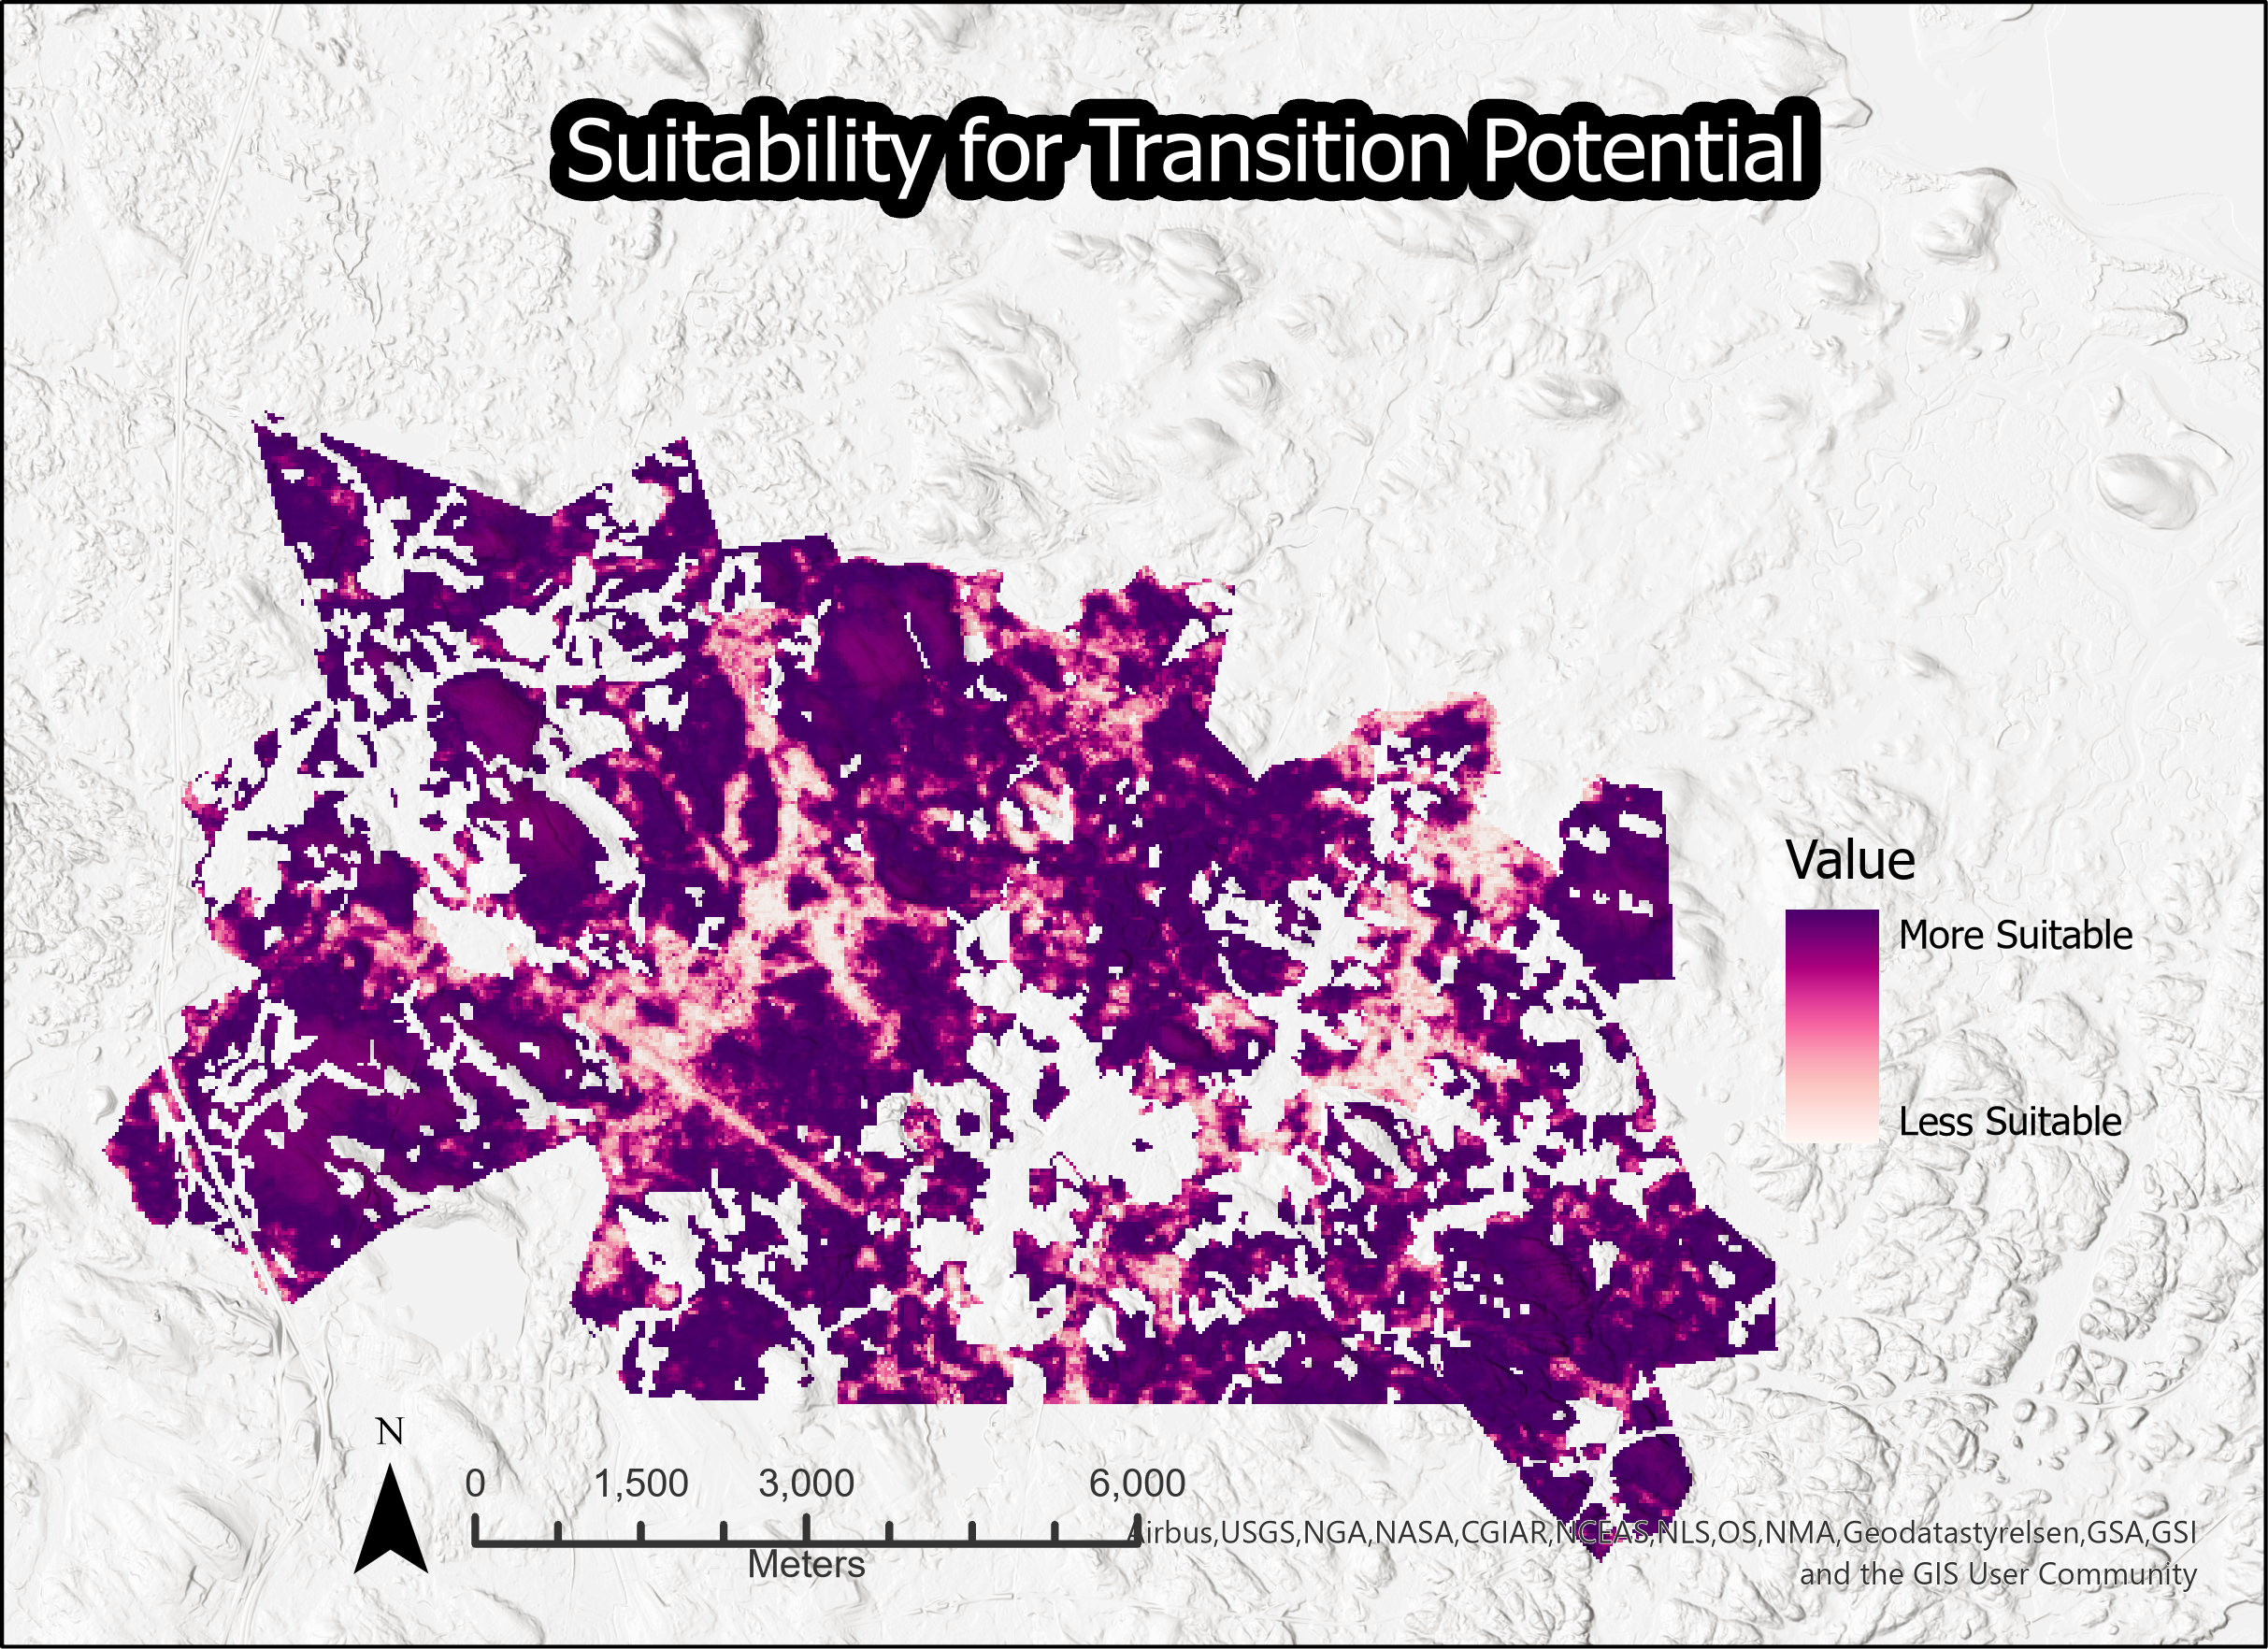 Suitability for Transition Potential
Value
More Suitable
Less Suitable
N
0 1,500 3,000 6,000
Meters
Airbus,USGS,NGA,NASA,CGIAR,NCEAS,NLS,OS,NMA,Geodatastyrelsen,GSA,GSI
and the GIS User Community